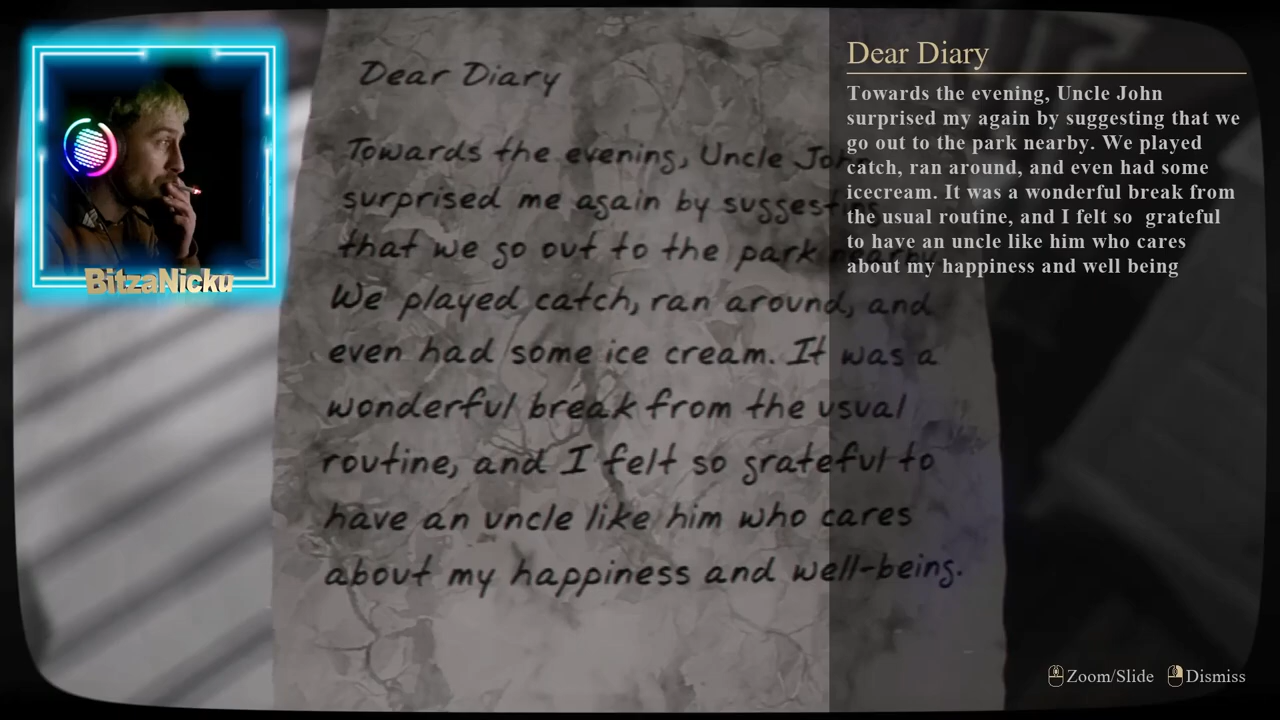 BitzaNicku
Dear Diary
Towards the evening, Uncle John
surprised me again by suggesting
that we go out to the park nearby.
We played catch, ran around, and
even had some ice cream. It was a
wonderful break from the usual
routine, and I felt so grateful to
have an uncle like him who cares
about my happiness and well-being.
Dear Diary
Towards the evening, Uncle John
surprised my again by suggesting that we
go out to the park nearby. We played
catch, ran around, and even had some
icecream. It was a wonderful break from
the usual routine, and I felt so  grateful
to have an uncle like him who cares
about my happiness and well being
Zoom/Slide
Dismiss